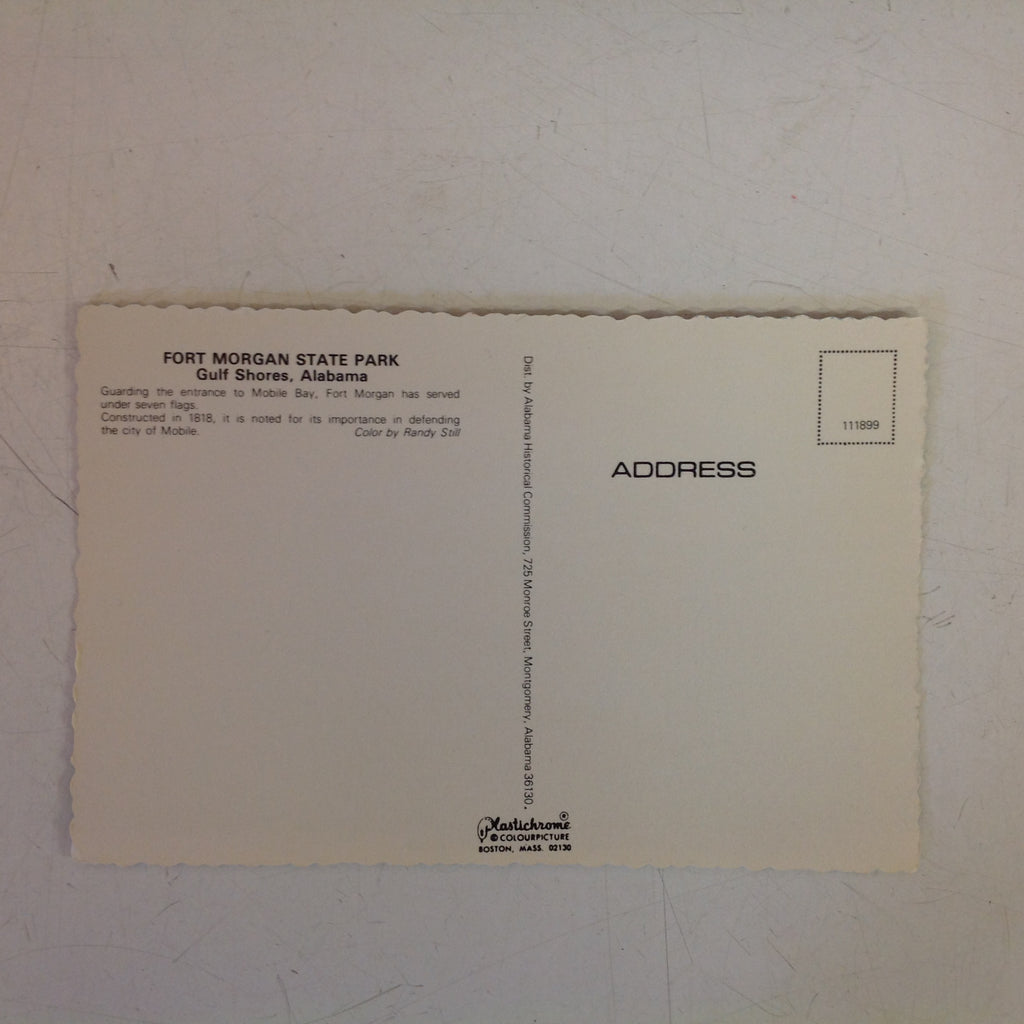 FORT MORGAN STATE PARK
Gulf Shores, Alabama
Guarding the entrance to Mobile Bay, Fort Morgan has served
under seven flags.
Constructed in 1818, it is noted for its importance in defending
the city of Mobile. Color by Randy Still
Dist. by Alabama Historical Commission, 725 Monroe Street, Montgomery, Alabama 36130.
Plastichrome ®
© COLOURPICTURE
BOSTON, MASS. 02130
111899
ADDRESS